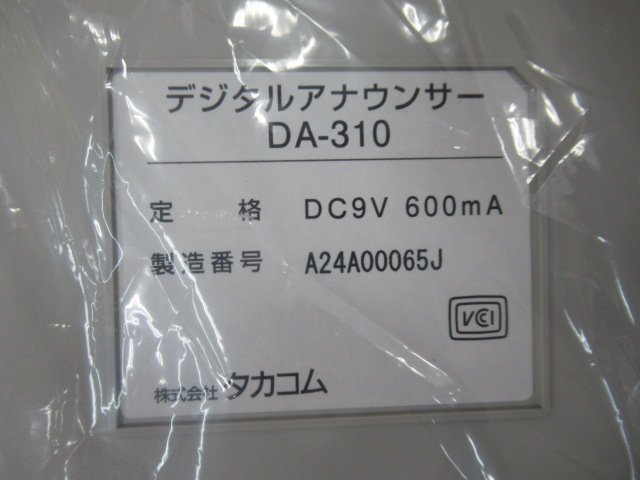 デジタルアナウンサー
DA-310
定 格 DC9V 600mA
製造番号 A24A00065J
VCI
株式会社 タカコム